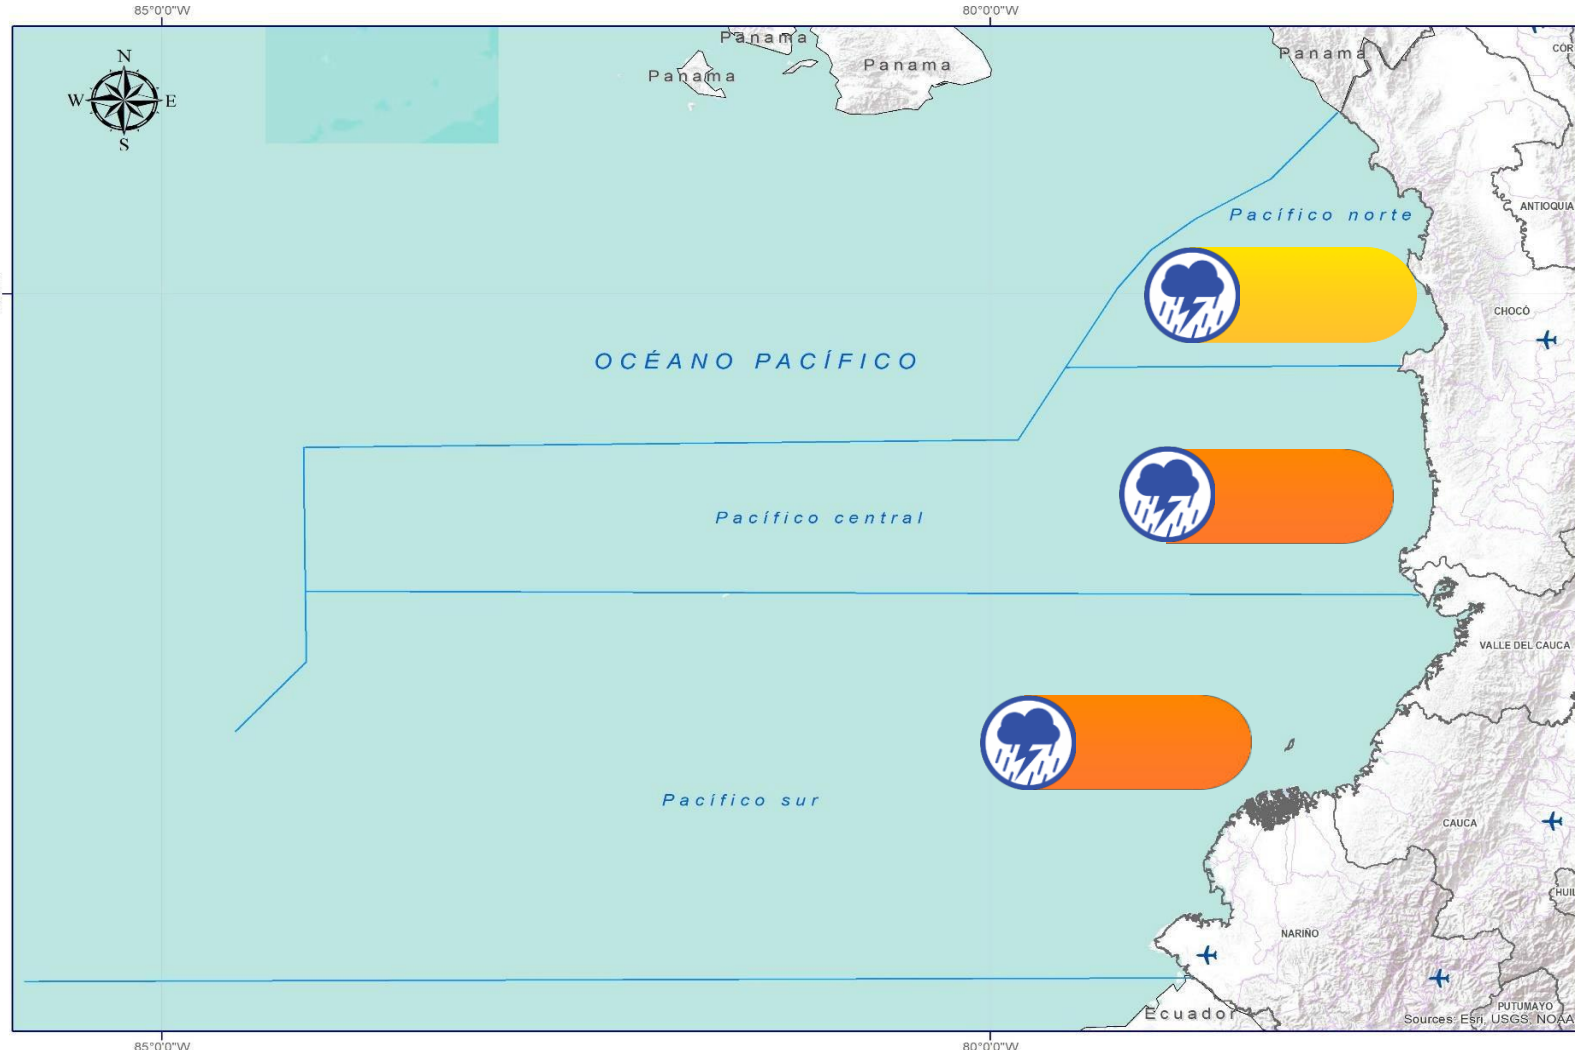 85°0'0"W
80°0'0"W
N
W
E
S
Panama
Panama
Panama
Panama
CÓR
ANTIOQUIA
Pacífico norte
CHOCÓ
OCÉANO PACÍFICO
Pacífico central
VALLE DEL CAUCA
Pacífico sur
CAUCA
HUIL
NARIÑO
PUTUMAYO
Ecuador
Sources: Esri, USGS, NOAA
85°0'0"W
80°0'0"W